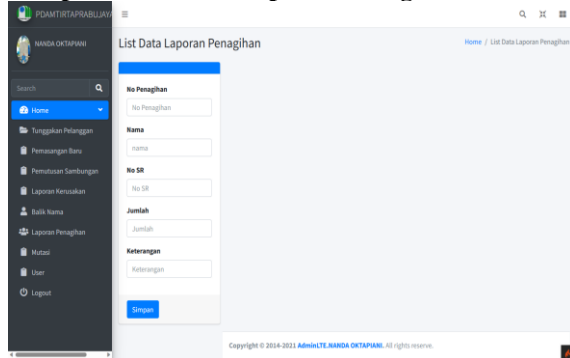 PDAMTIRTAPRABUJAYA
NANDA OKTAPIANI
Search
Home
Tunggakan Pelanggan
Pemasangan Baru
Pemutusan Sambungan
Laporan Kerusakan
Balik Nama
Laporan Penagihan
Mutasi
User
Logout
List Data Laporan Penagihan
Home / List Data Laporan Penagihan
No Penagihan
No Penagihan
Nama
nama
No SR
No SR
Jumlah
Jumlah
Keterangan
Keterangan
Simpan
Copyright © 2014-2021 AdminLTE.NANDA OKTAPIANI. All rights reserve.